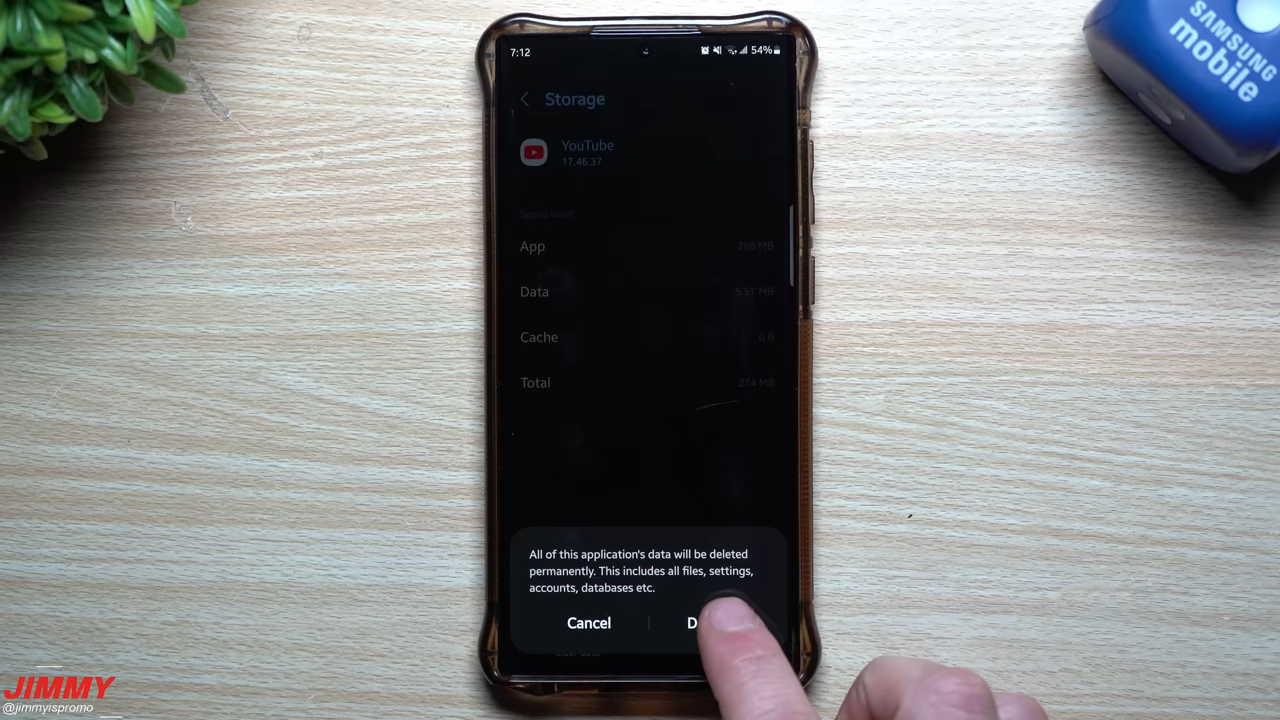 7:12
54%
Storage
YouTube
17.46.37
Space used
App
268 MB
Data
5.57 MB
Cache
0 B
Total
274 MB
All of this application's data will be deleted
permanently. This includes all files, settings,
accounts, databases etc.
Cancel
D
SAMSUNG
mobile
JIMMY
@jimmyispromo